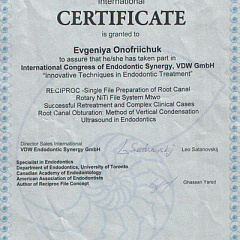 International
CERTIFICATE
is granted to
Evgeniya Onofriichuk
to assure that he/she has taken part in
International Congress of Endodontic Synergy, VDW GmbH
"Innovative Techniques in Endodontic Treatment"
RECIPROC -Single File Preparation of Root Canal
Rotary NiTi File System Mtwo
Successful Retreatment and Complex Clinical Cases
Root Canal Obturation: Method of Vertical Condensation
Ultrasound in Endodontics
Director Sales International
VDW Endodontic Synergy GmbH
Leo Satanovskij
Specialist in Endodontics
Department of Endodontics, University of Toronto
Canadian Academy of Endodontology
American Association of Endodontists
Author of Reciproc File Concept
Ghassan Yared